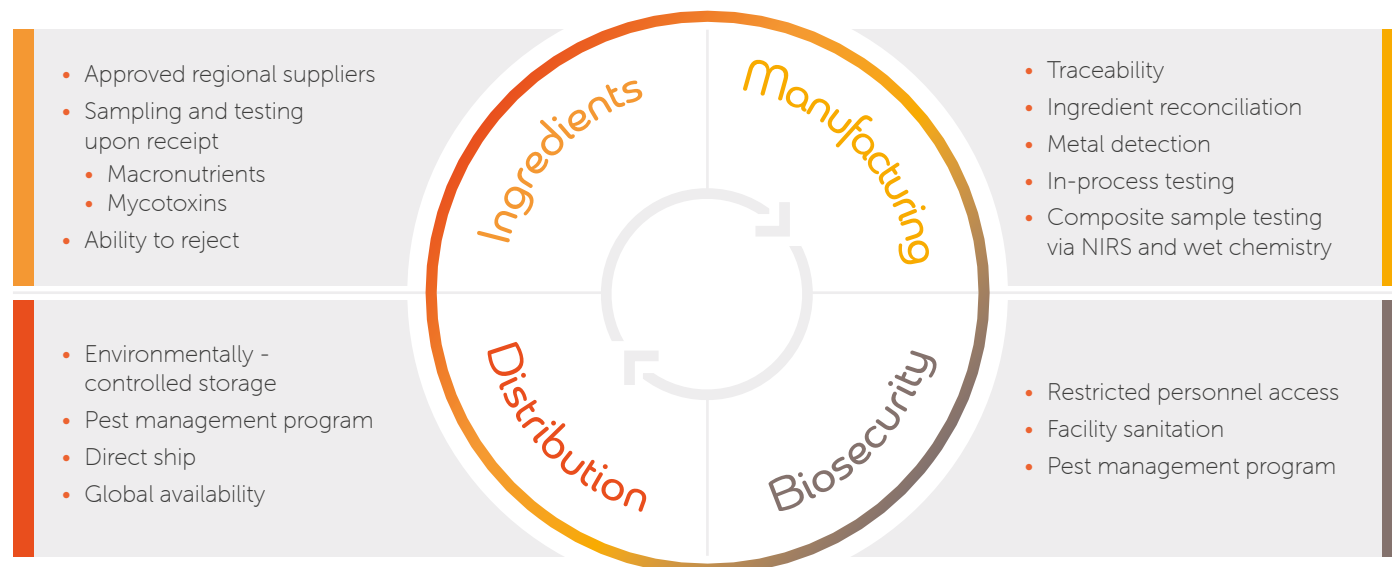 Ingredients
• Approved regional suppliers
• Sampling and testing
upon receipt
• Macronutrients
• Mycotoxins
• Ability to reject
Manufacturing
• Traceability
• Ingredient reconciliation
• Metal detection
• In-process testing
• Composite sample testing
via NIRS and wet chemistry
Distribution
• Environmentally -
controlled storage
• Pest management program
• Direct ship
• Global availability
Biosecurity
• Restricted personnel access
• Facility sanitation
• Pest management program